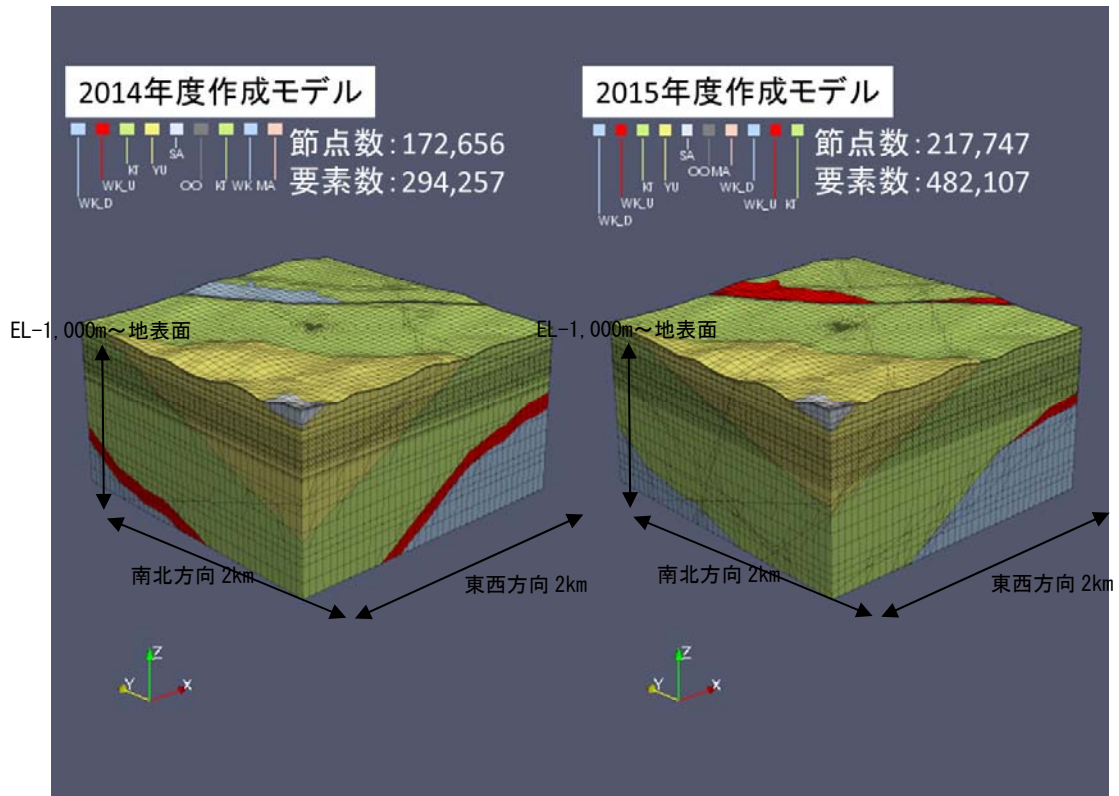 2014年度作成モデル
節点数:172,656
要素数:294,257
WK_D
WK_U
KT
YU
SA
OO
KT
WK
MA
EL-1,000m～地表面
南北方向 2km
東西方向 2km
Z
Y
X
2015年度作成モデル
節点数:217,747
要素数:482,107
WK_D
WK_U
KT
YU
SA
OO
MA
WK_D
WK_U
KT
EL-1,000m～地表面
南北方向 2km
東西方向 2km
Z
Y
X